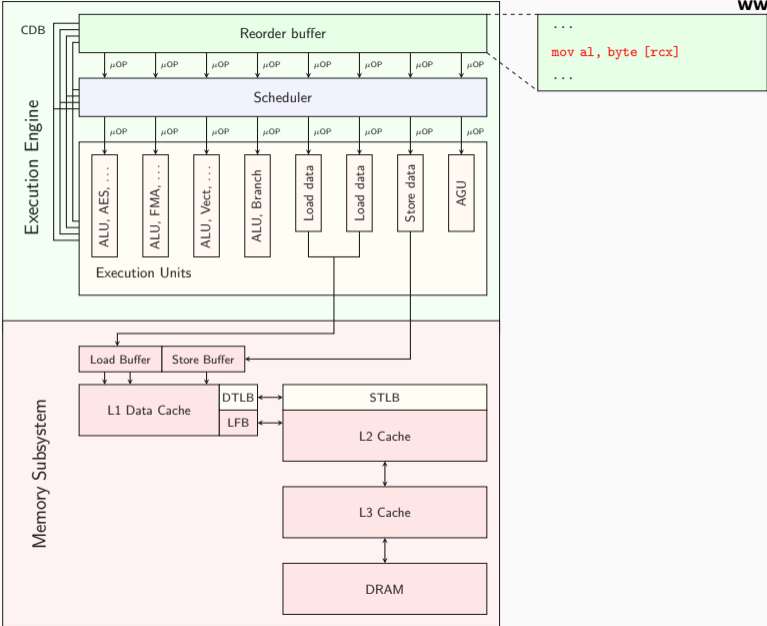 ww
CDB
Reorder buffer
...
mov al, byte [rcx]
...
μOP μOP μOP μOP μOP μOP μOP μOP
Scheduler
μOP μOP μOP μOP μOP μOP μOP μOP
Execution Engine
ALU, AES, ...
ALU, FMA, ...
ALU, Vect, ...
ALU, Branch
Load data
Load data
Store data
AGU
Execution Units
Memory Subsystem
Load Buffer
Store Buffer
L1 Data Cache
DTLB
LFB
STLB
L2 Cache
L3 Cache
DRAM